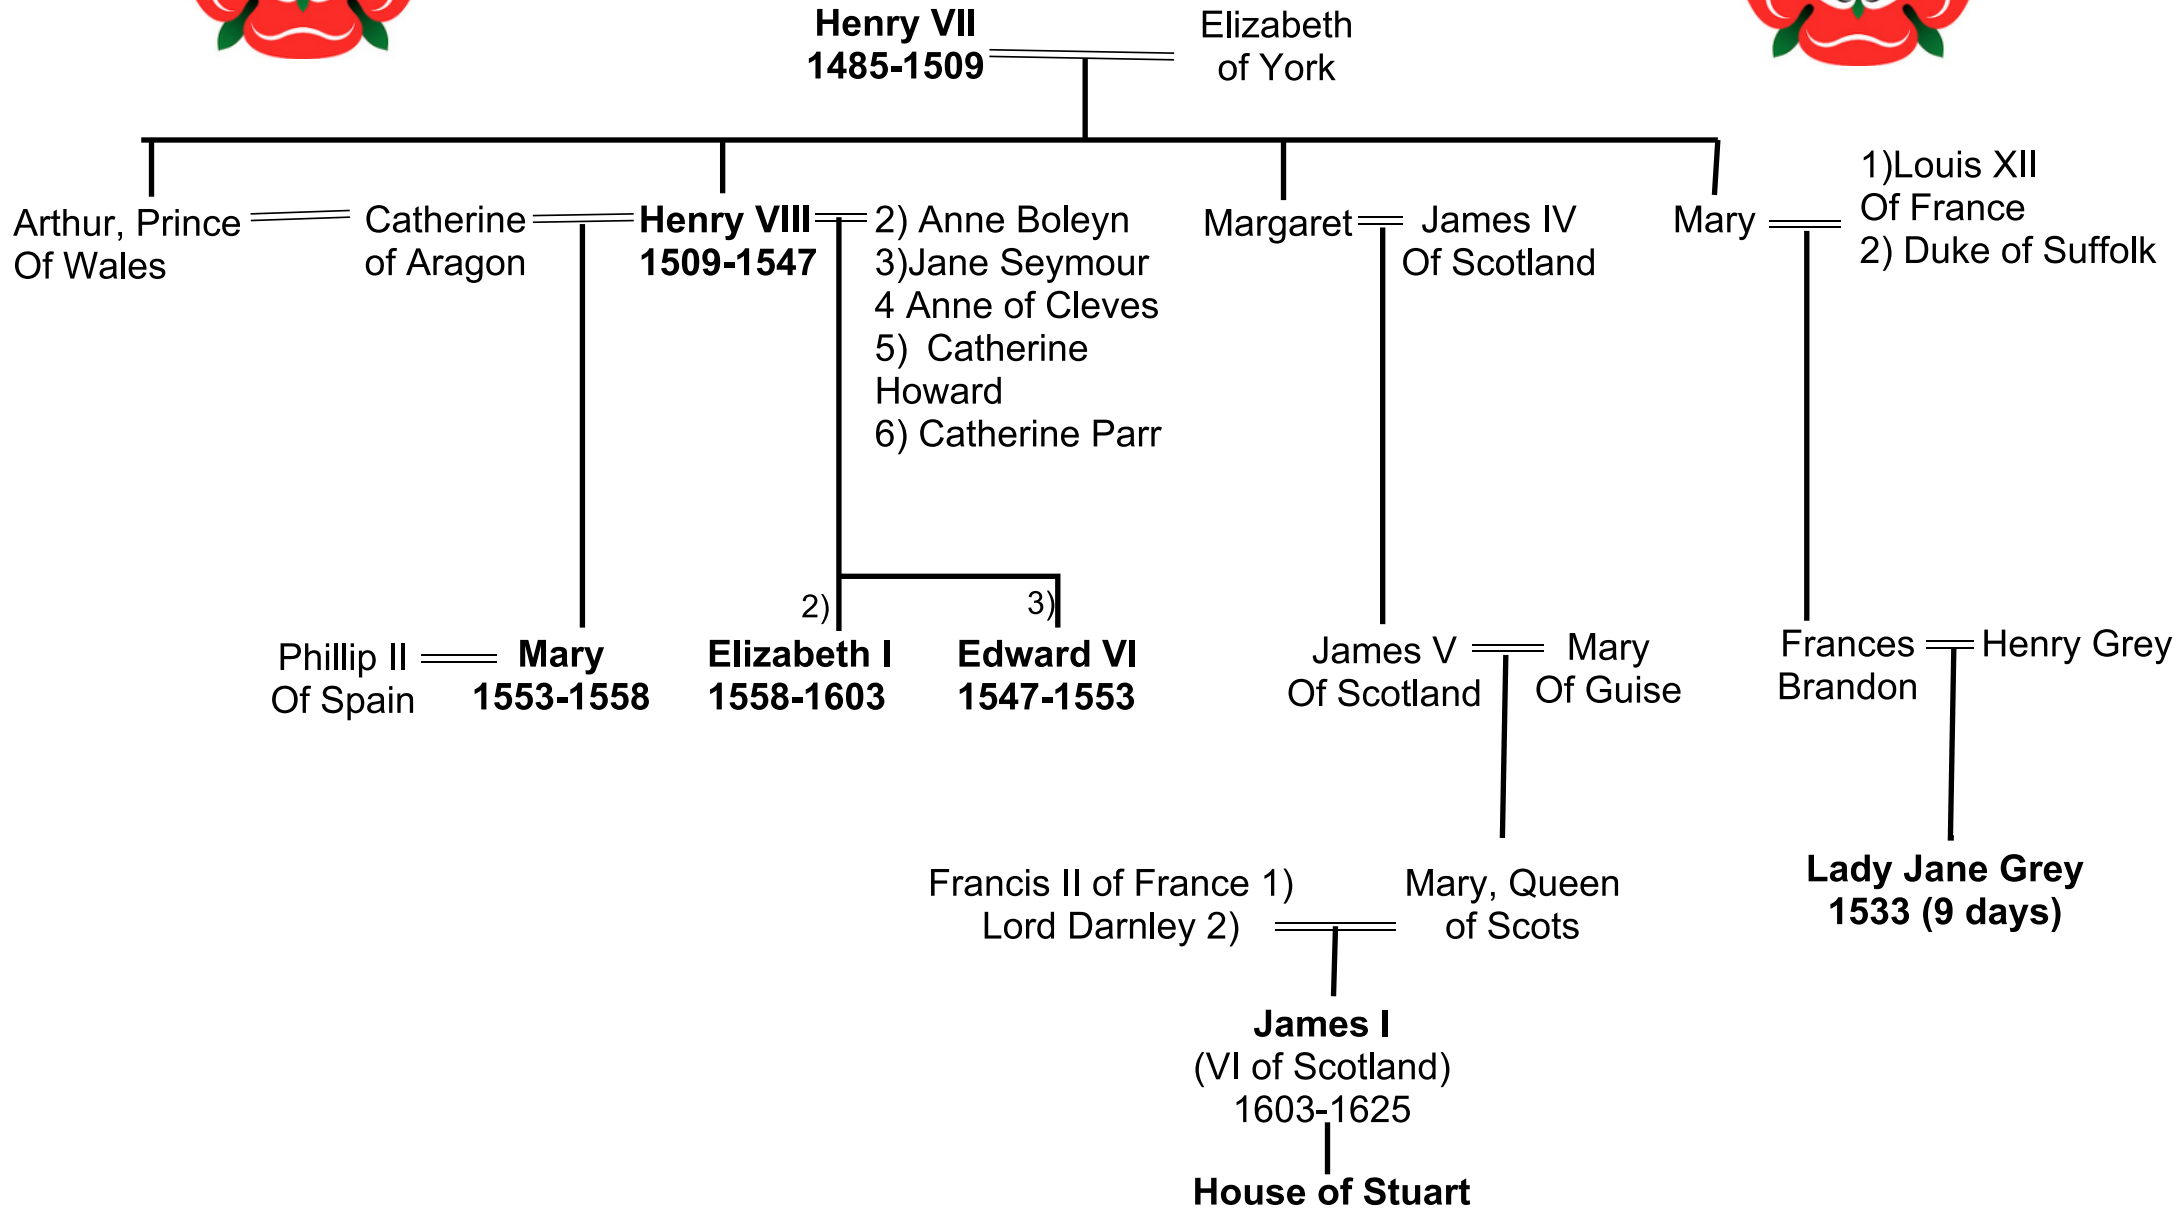 Henry VII
1485-1509
Elizabeth
of York
Arthur, Prince
Of Wales
Catherine
of Aragon
Henry VIII
1509-1547
2) Anne Boleyn
3)Jane Seymour
4 Anne of Cleves
5) Catherine
Howard
6) Catherine Parr
Margaret
James IV
Of Scotland
Mary
1)Louis XII
Of France
2) Duke of Suffolk
2)
3)
Phillip II
Of Spain
Mary
1553-1558
Elizabeth I
1558-1603
Edward VI
1547-1553
James V
Of Scotland
Mary
Of Guise
Frances
Brandon
Henry Grey
Francis II of France 1)
Lord Darnley 2)
Mary, Queen
of Scots
Lady Jane Grey
1533 (9 days)
James I
(VI of Scotland)
1603-1625
House of Stuart